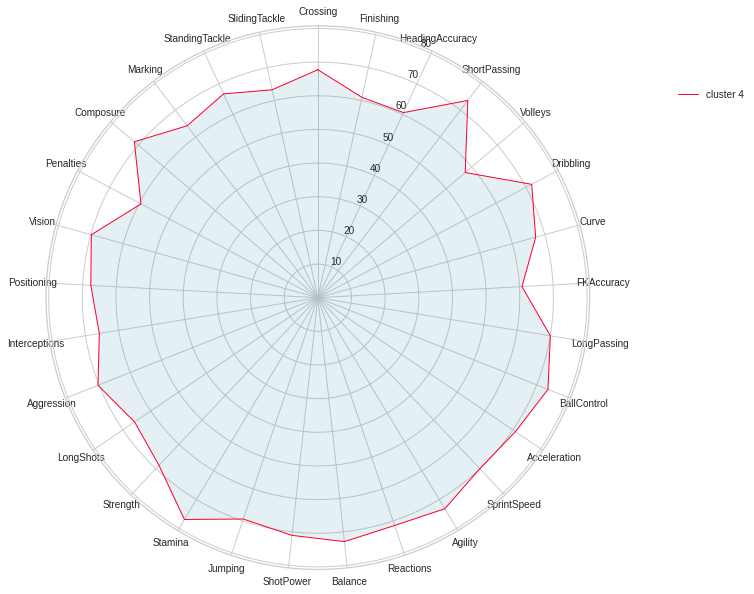 Crossing
Finishing
HeadingAccuracy
ShortPassing
Volleys
Dribbling
Curve
FKAccuracy
LongPassing
BallControl
Acceleration
SprintSpeed
Agility
Reactions
Balance
ShotPower
Jumping
Stamina
Strength
LongShots
Aggression
Interceptions
Positioning
Vision
Penalties
Composure
Marking
StandingTackle
SlidingTackle
80
70
60
50
40
30
20
10
cluster 4